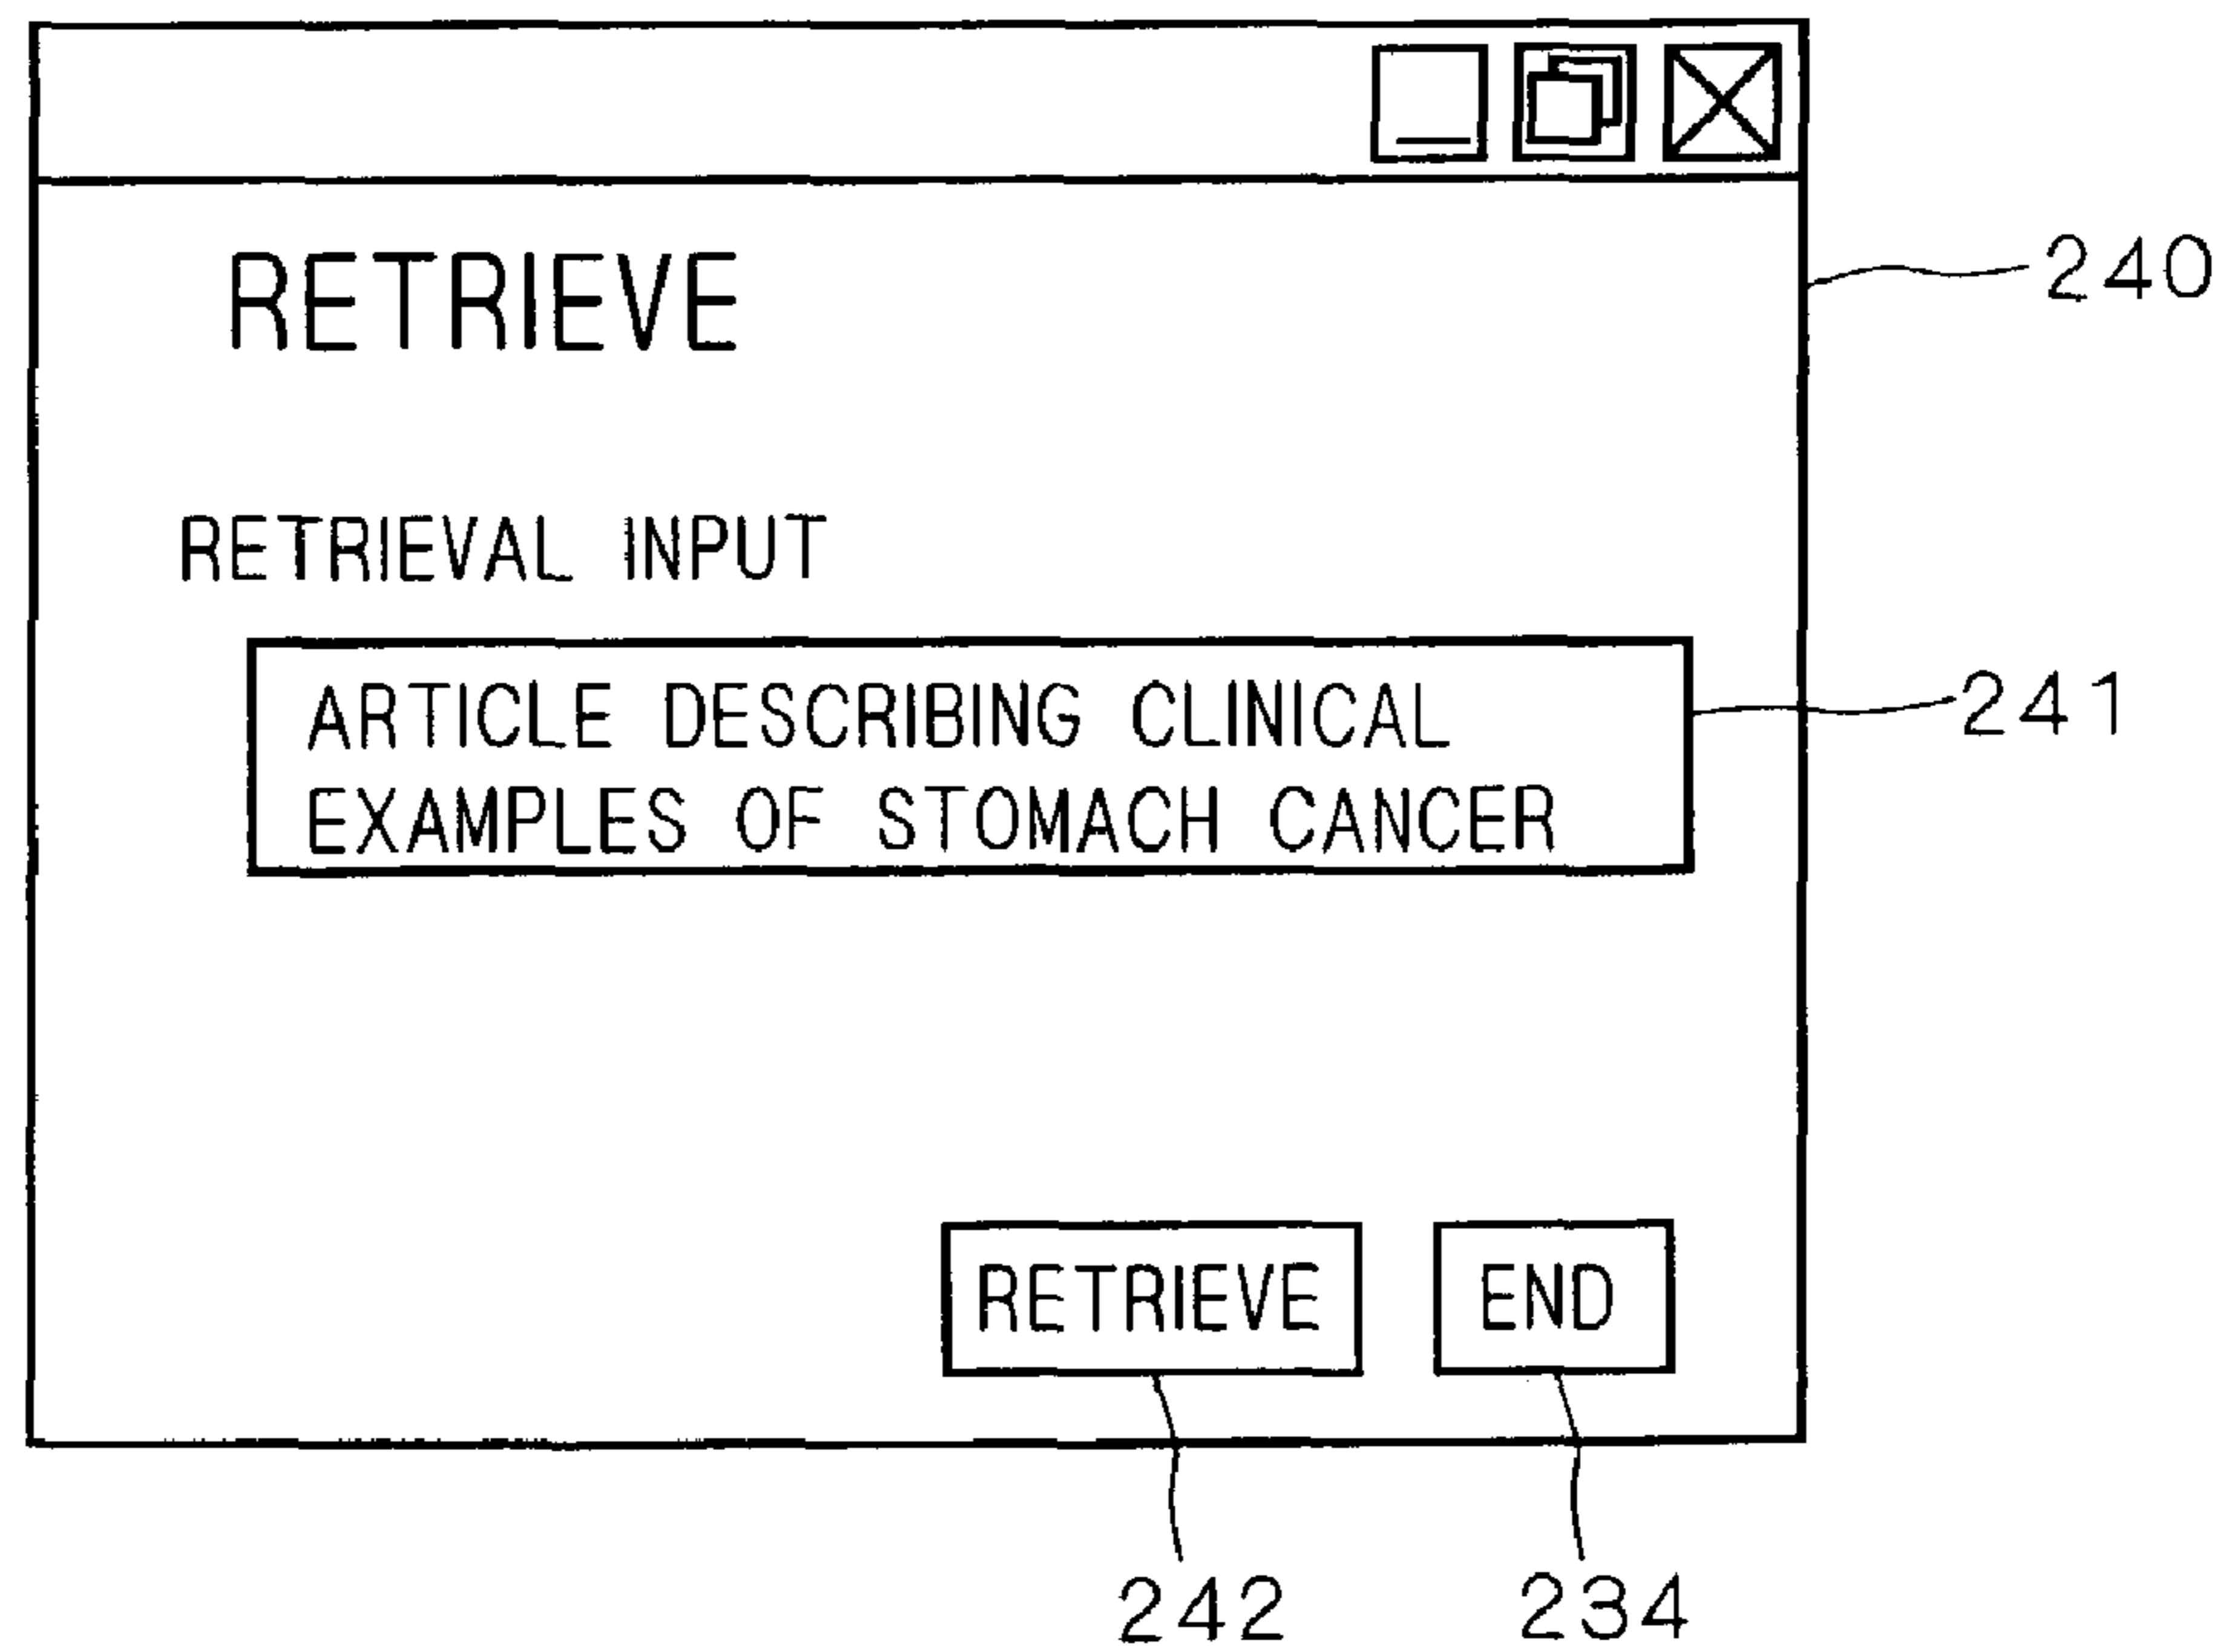 RETRIEVE
240
RETRIEVAL INPUT
ARTICLE DESCRIBING CLINICAL
EXAMPLES OF STOMACH CANCER
241
RETRIEVE
END
242
234